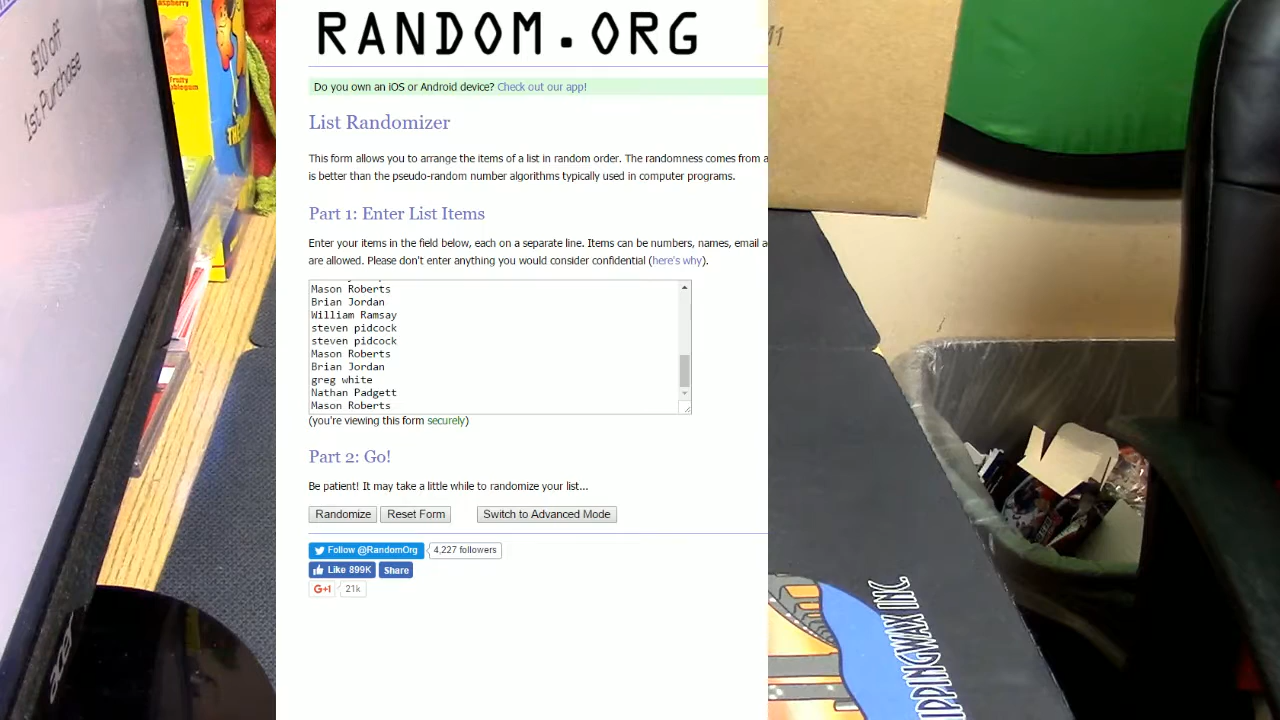 $10 off
1st Purchase
RANDOM.ORG
Do you own an iOS or Android device? Check out our app!
List Randomizer
This form allows you to arrange the items of a list in random order. The randomness comes from a
is better than the pseudo-random number algorithms typically used in computer programs.
Part 1: Enter List Items
Enter your items in the field below, each on a separate line. Items can be numbers, names, email a
are allowed. Please don't enter anything you would consider confidential (here's why).
Mason Roberts
Brian Jordan
William Ramsay
steven pidcock
steven pidcock
Mason Roberts
Brian Jordan
greg white
Nathan Padgett
Mason Roberts
(you're viewing this form securely)
Part 2: Go!
Be patient! It may take a little while to randomize your list...
Randomize Reset Form Switch to Advanced Mode
Follow @RandomOrg 4,227 followers
Like 899K Share
G+1 21k
acer
IPPINGWAX INC.